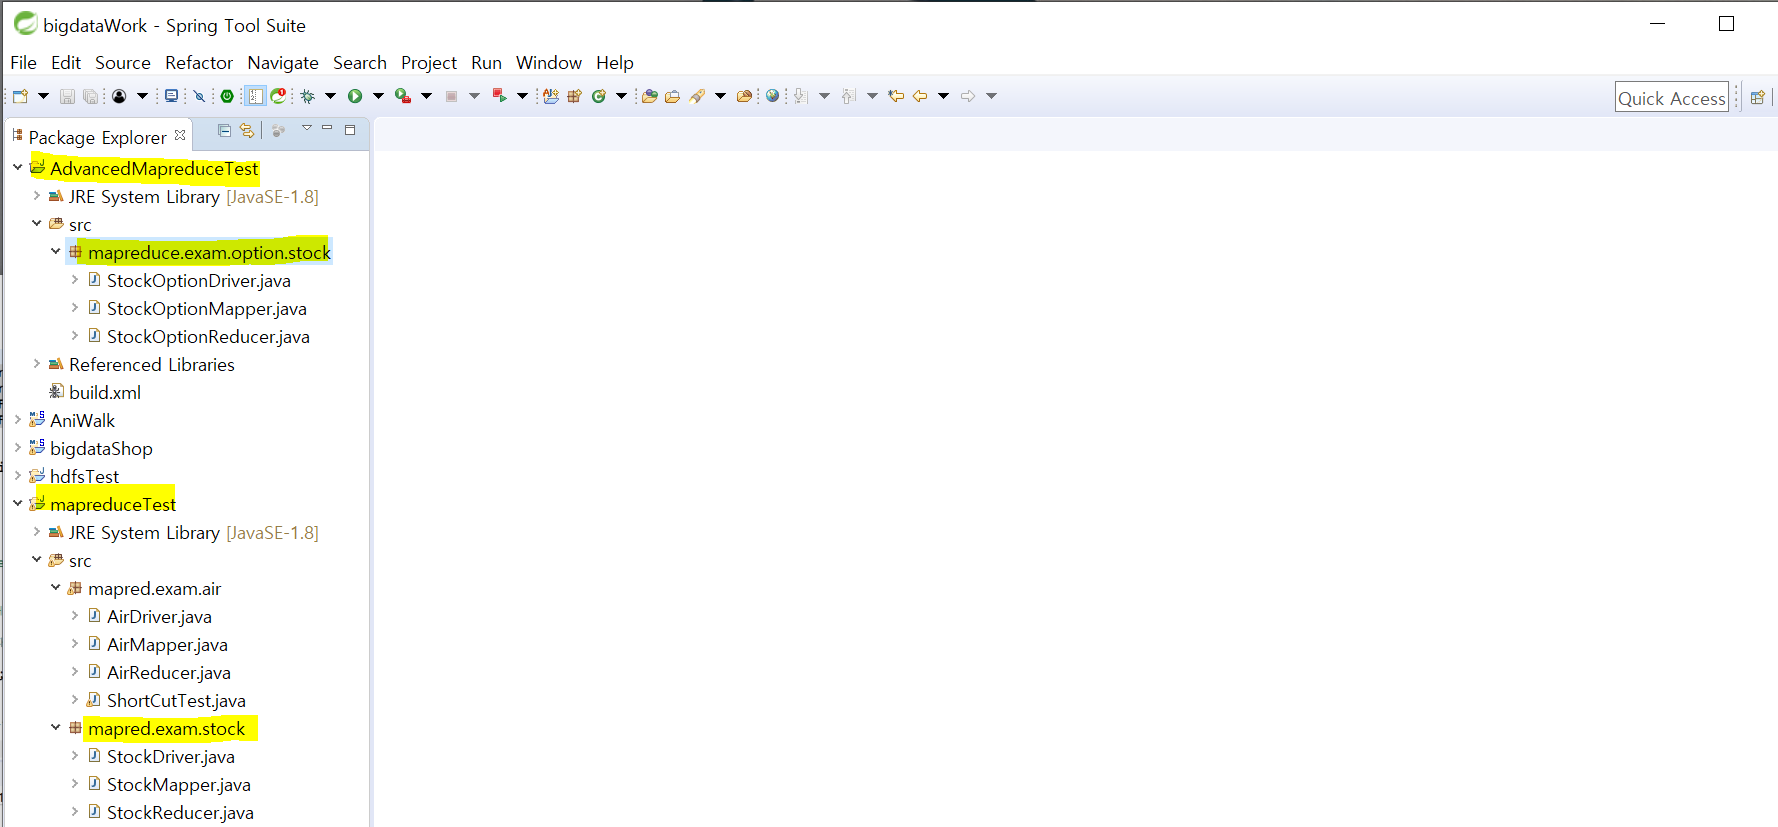 bigdataWork - Spring Tool Suite
File Edit Source Refactor Navigate Search Project Run Window Help
Quick Access
Package Explorer
AdvancedMapreduceTest
JRE System Library [JavaSE-1.8]
src
mapreduce.exam.option.stock
StockOptionDriver.java
StockOptionMapper.java
StockOptionReducer.java
Referenced Libraries
build.xml
AniWalk
bigdataShop
hdfsTest
mapreduceTest
JRE System Library [JavaSE-1.8]
src
mapred.exam.air
AirDriver.java
AirMapper.java
AirReducer.java
ShortCutTest.java
mapred.exam.stock
StockDriver.java
StockMapper.java
StockReducer.java